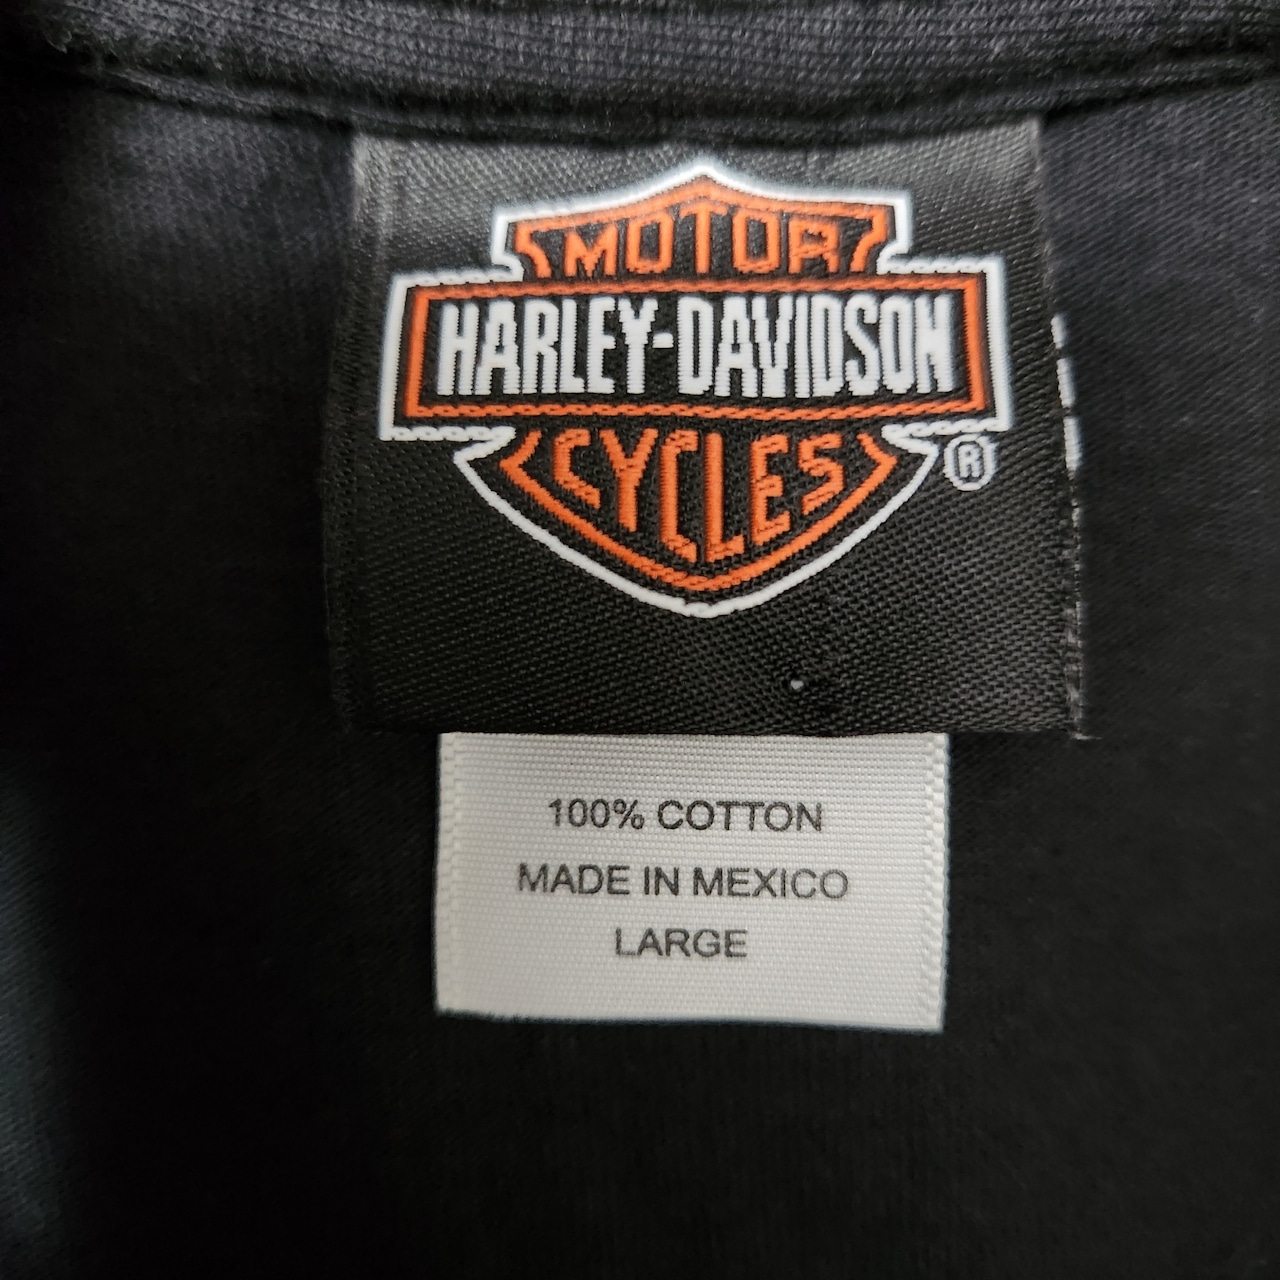 MOTOR
HARLEY-DAVIDSON
CYCLES
®
100% COTTON
MADE IN MEXICO
LARGE